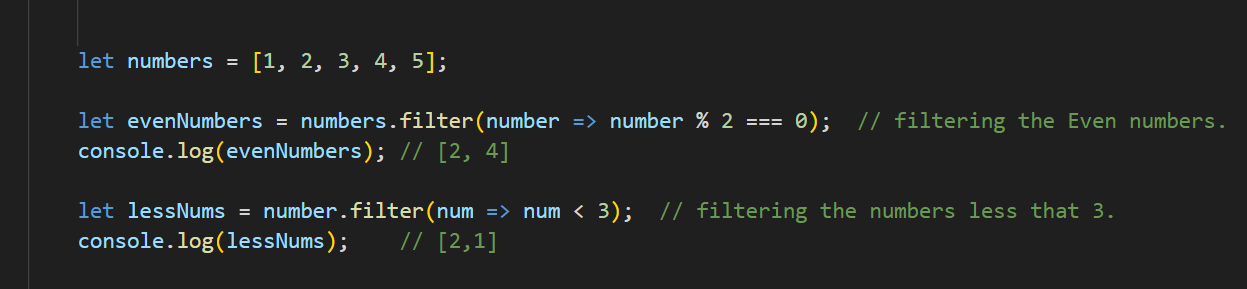 let numbers = [1, 2, 3, 4, 5];
let evenNumbers = numbers.filter(number => number % 2 === 0);  // filtering the Even numbers.
console.log(evenNumbers); // [2, 4]
let lessNums = number.filter(num => num < 3);  // filtering the numbers less that 3.
console.log(lessNums);    // [2,1]